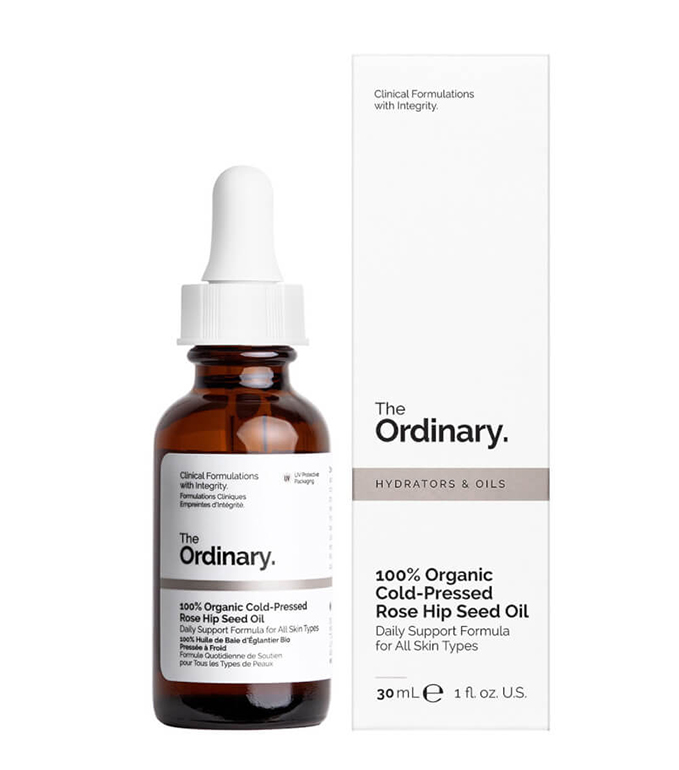 Clinical Formulations
with Integrity.
The
Ordinary.
HYDRATORS & OILS
100% Organic
Cold-Pressed
Rose Hip Seed Oil
Daily Support Formula
for All Skin Types
30 mL ℮ 1 fl. oz. U.S.
Clinical Formulations
with Integrity.
Formulations Cliniques
Empreintes d'Intégrité.
UV
UV Protective
Packaging
The
Ordinary.
100% Organic Cold-Pressed
Rose Hip Seed Oil
Daily Support Formula for All Skin Types
100% Huile de Baie d'Églantier Bio
Pressée à Froid
Formule Quotidienne de Soutien
pour Tous les Types de Peaux